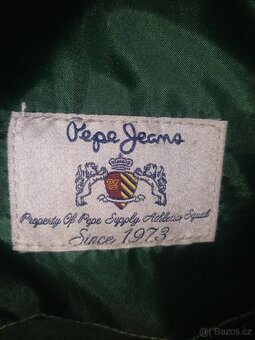 Pepe Jeans
Property Of Pepe Supply Athletic Squad
Since 1973
© Bazos.cz